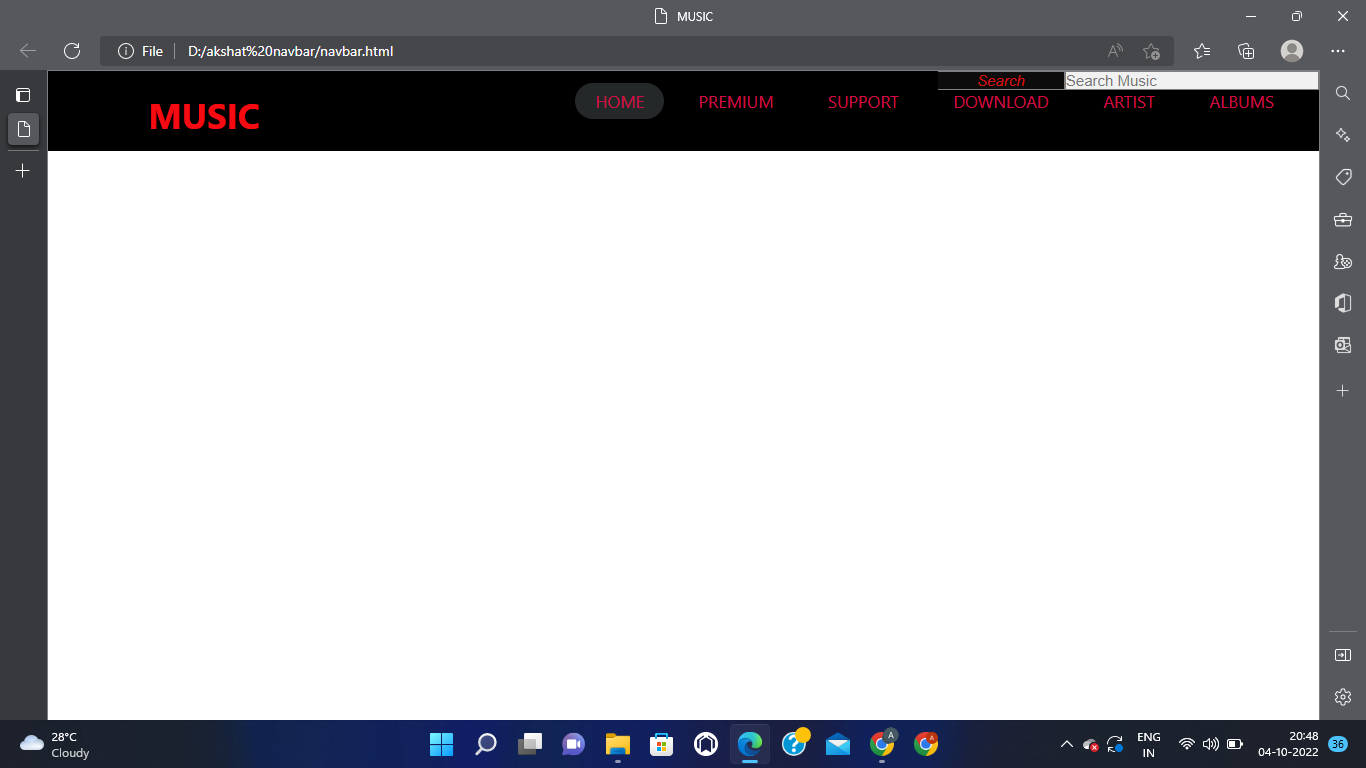 MUSIC
File D:/akshat%20navbar/navbar.html
Search Search Music
MUSIC HOME PREMIUM SUPPORT DOWNLOAD ARTIST ALBUMS
28°C
Cloudy
A
A
ENG
IN
20:48
04-10-2022
36